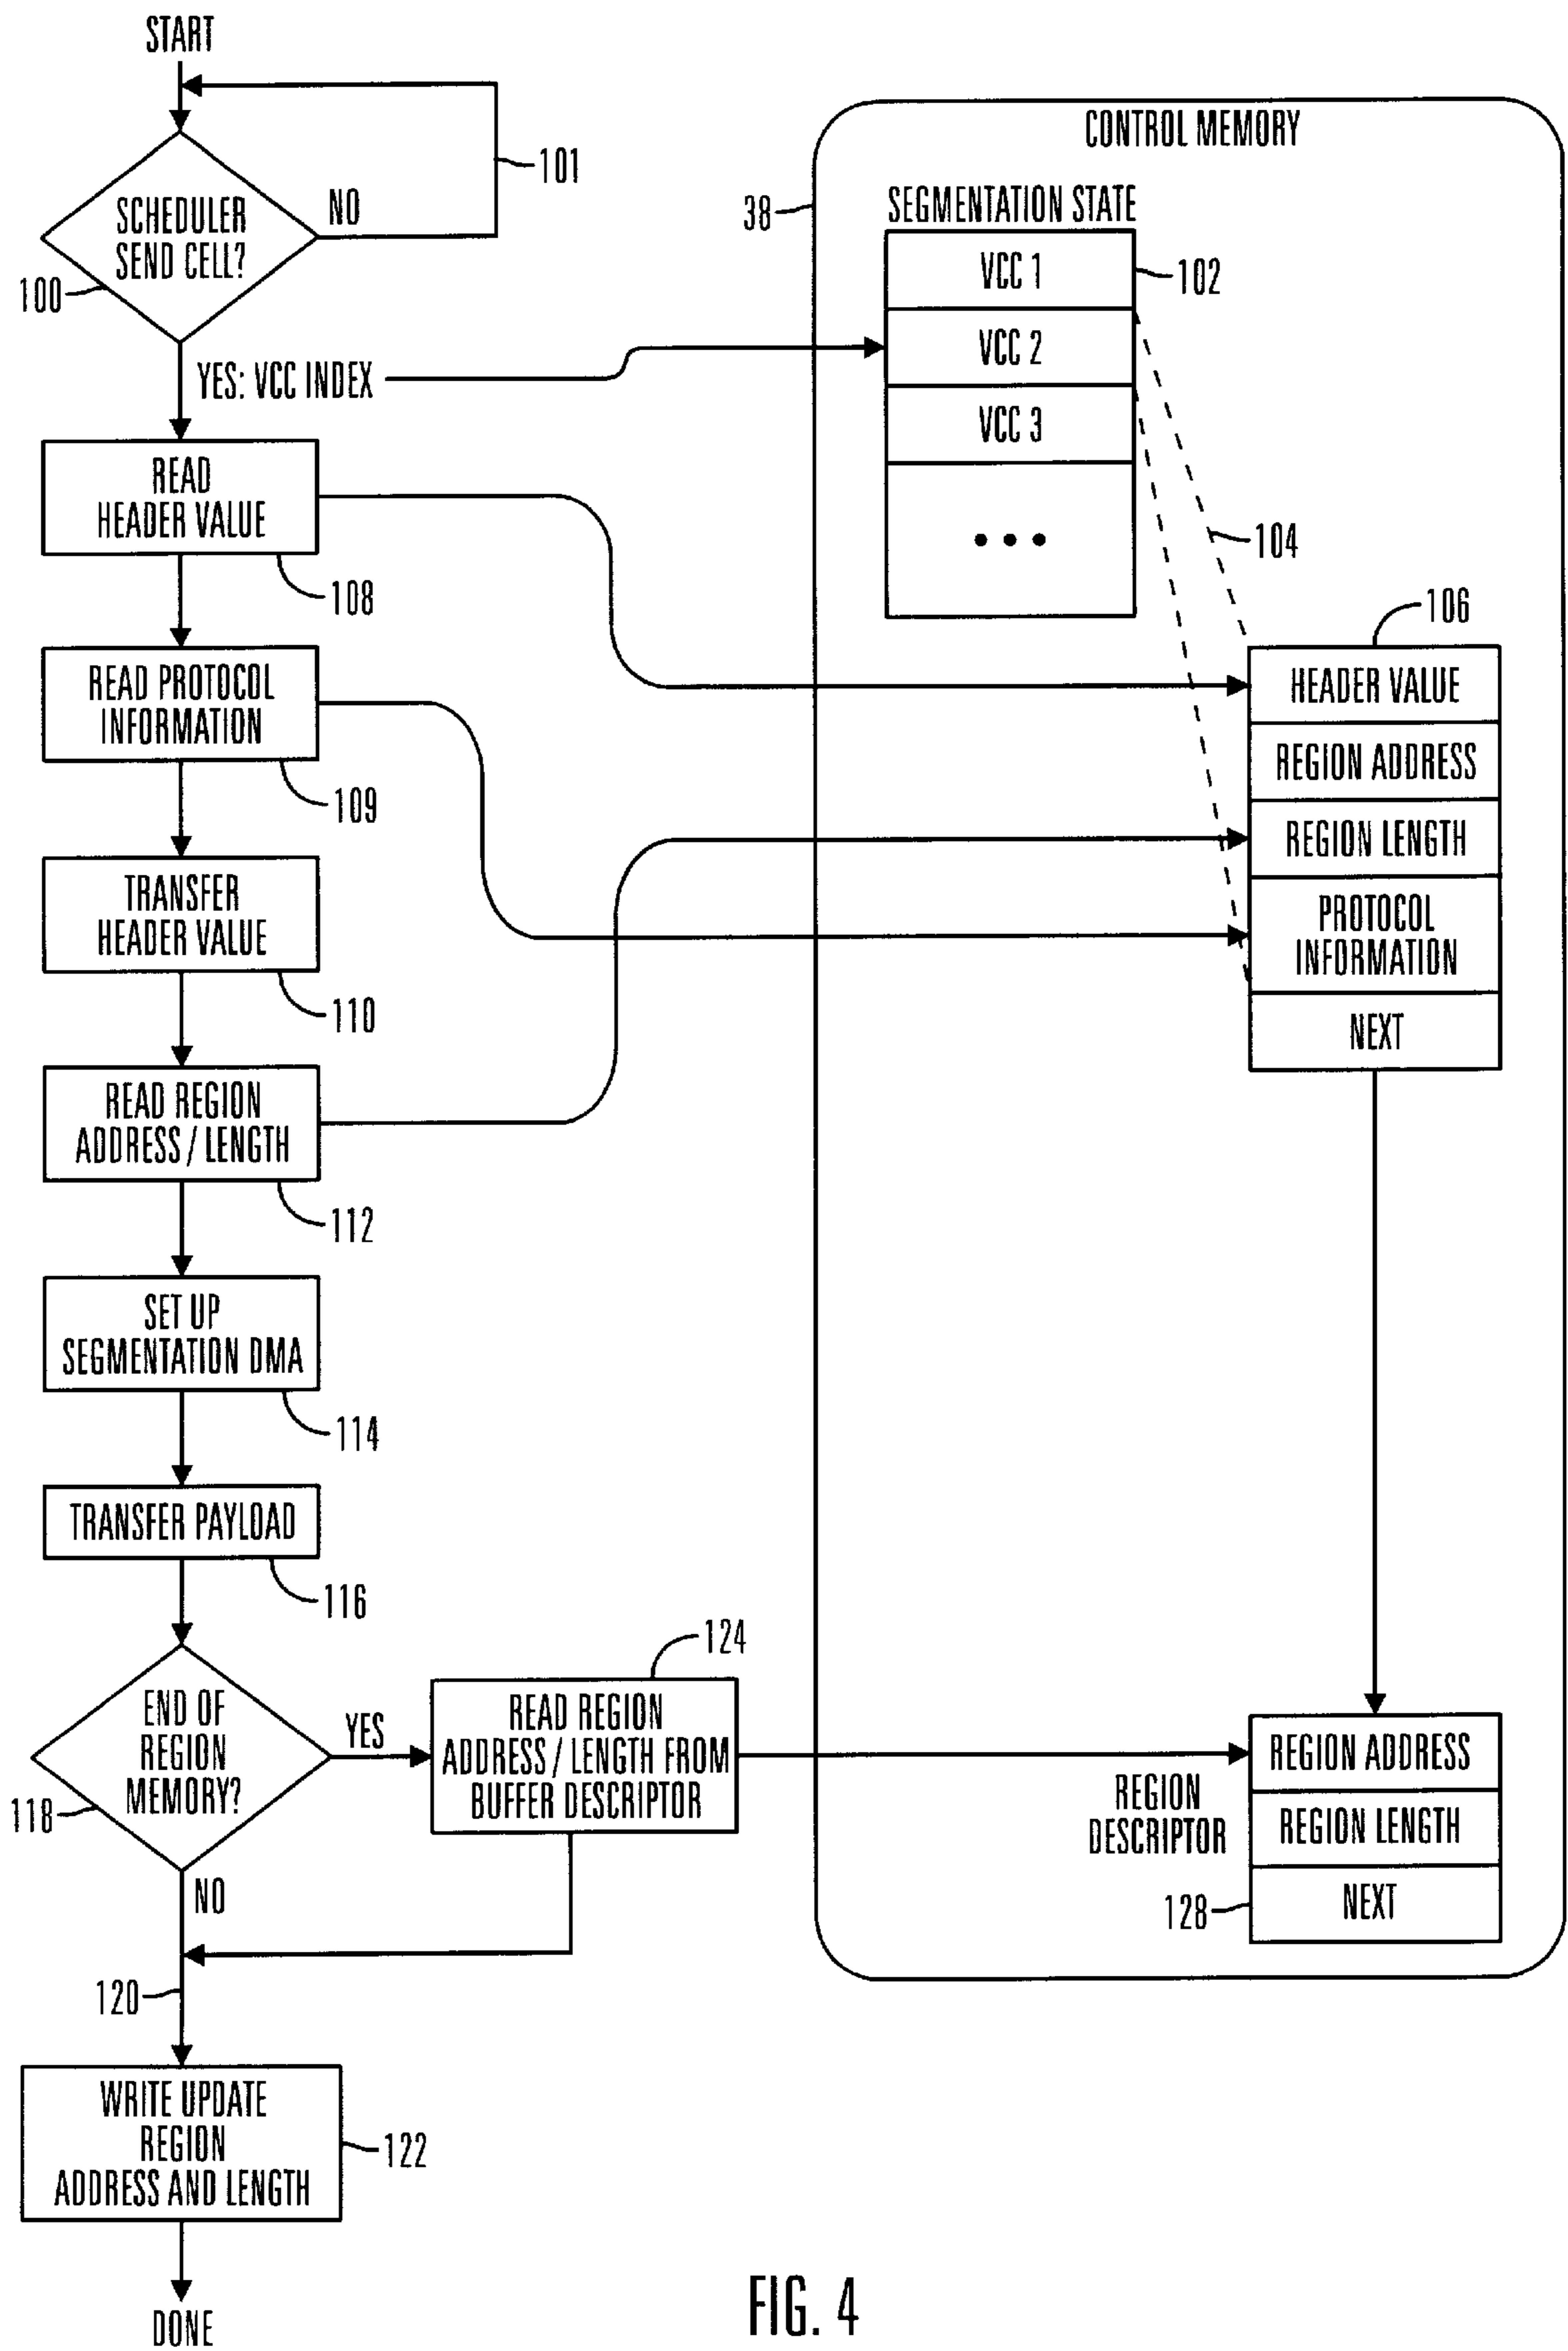 START
101
SCHEDULER
SEND CELL?
NO
100
YES: VCC INDEX
READ
HEADER VALUE
108
READ PROTOCOL
INFORMATION
109
TRANSFER
HEADER VALUE
110
READ REGION
ADDRESS / LENGTH
112
SET UP
SEGMENTATION DMA
114
TRANSFER PAYLOAD
116
END OF
REGION
MEMORY?
118
YES
NO
124
READ REGION
ADDRESS / LENGTH FROM
BUFFER DESCRIPTOR
120
WRITE UPDATE
REGION
ADDRESS AND LENGTH
122
DONE
CONTROL MEMORY
38
SEGMENTATION STATE
VCC 1
102
VCC 2
VCC 3
•••
104
106
HEADER VALUE
REGION ADDRESS
REGION LENGTH
PROTOCOL
INFORMATION
NEXT
REGION
DESCRIPTOR
REGION ADDRESS
REGION LENGTH
NEXT
128
FIG. 4